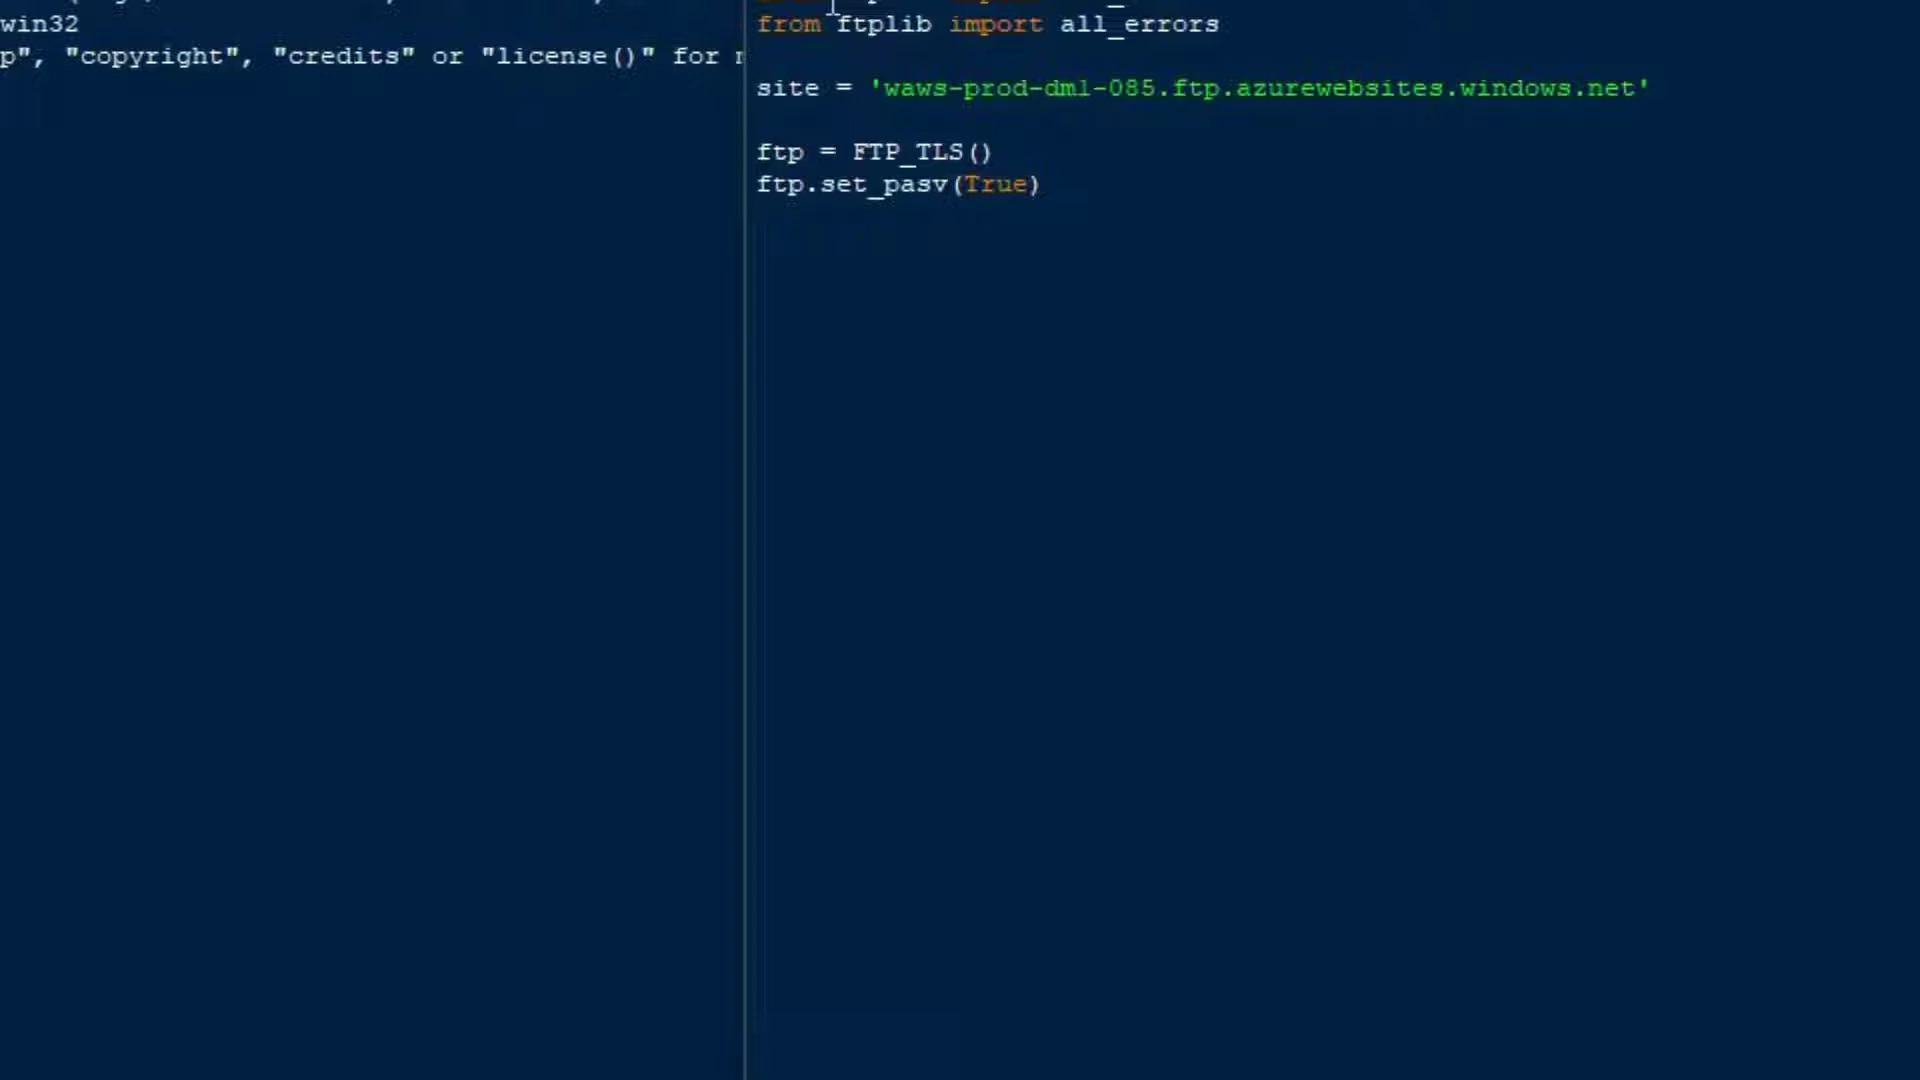 win32
p", "copyright", "credits" or "license()" for
from ftplib import all_errors
site = 'waws-prod-dm1-085.ftp.azurewebsites.windows.net'
ftp = FTP_TLS()
ftp.set_pasv(True)